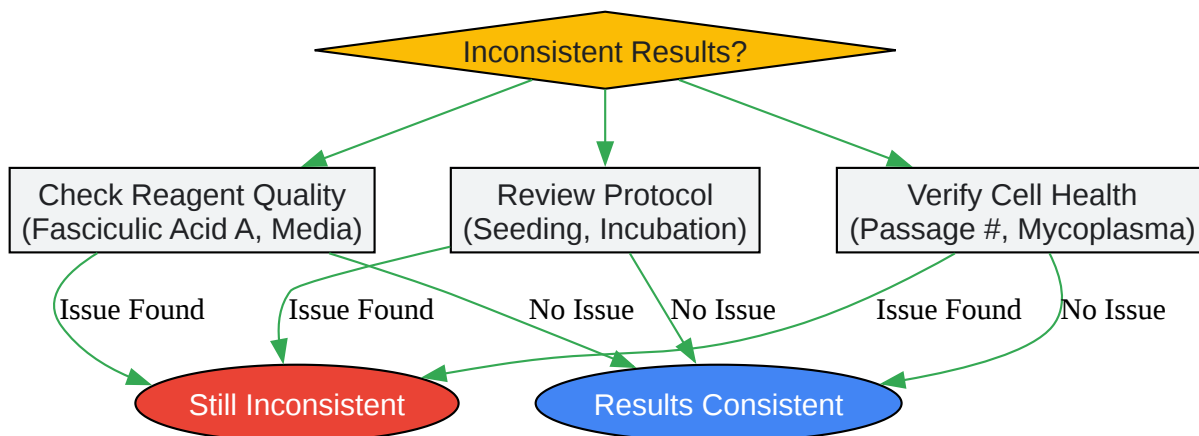 Inconsistent Results?
Check Reagent Quality
(Fasciculic Acid A, Media)
Review Protocol
(Seeding, Incubation)
Verify Cell Health
(Passage #, Mycoplasma)
Issue Found
Issue Found
No Issue
No Issue
Issue Found
No Issue
Still Inconsistent
Results Consistent